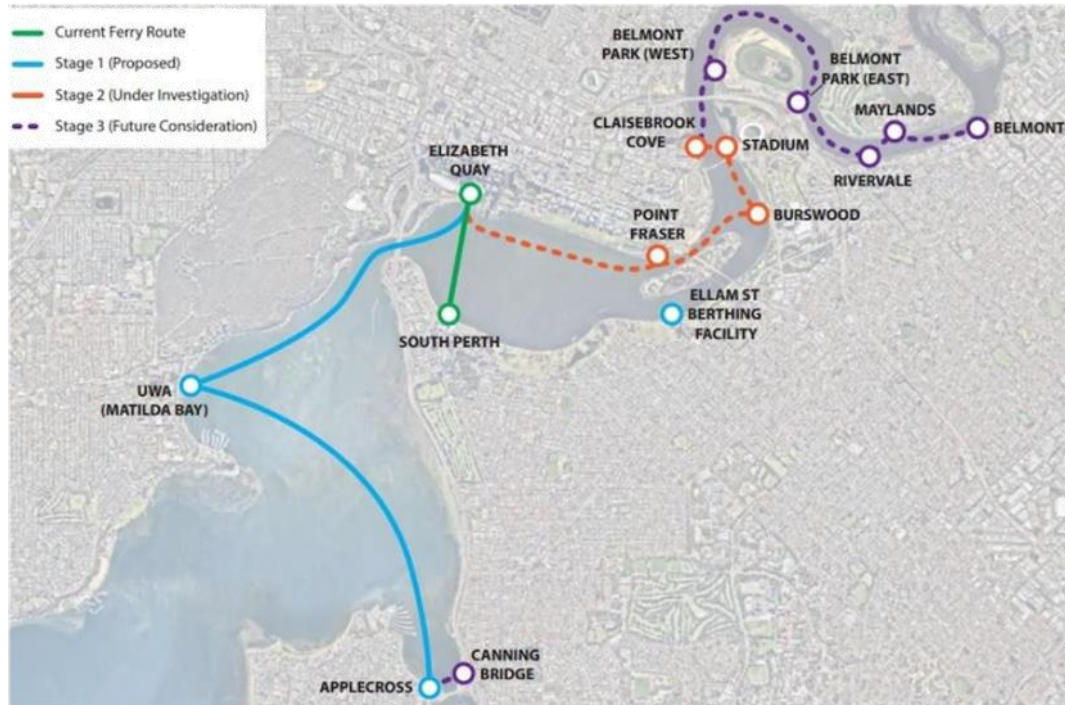 Current Ferry Route
Stage 1 (Proposed)
Stage 2 (Under Investigation)
Stage 3 (Future Consideration)
BELMONT
PARK (WEST)
BELMONT
PARK (EAST)
MAYLANDS
BELMONT
CLAISEBROOK
COVE
STADIUM
RIVERVALE
ELIZABETH
QUAY
POINT
FRASER
BURSWOOD
ELLAM ST
BERTHING
FACILITY
SOUTH PERTH
UWA
(MATILDA BAY)
CANNING
BRIDGE
APPLECROSS